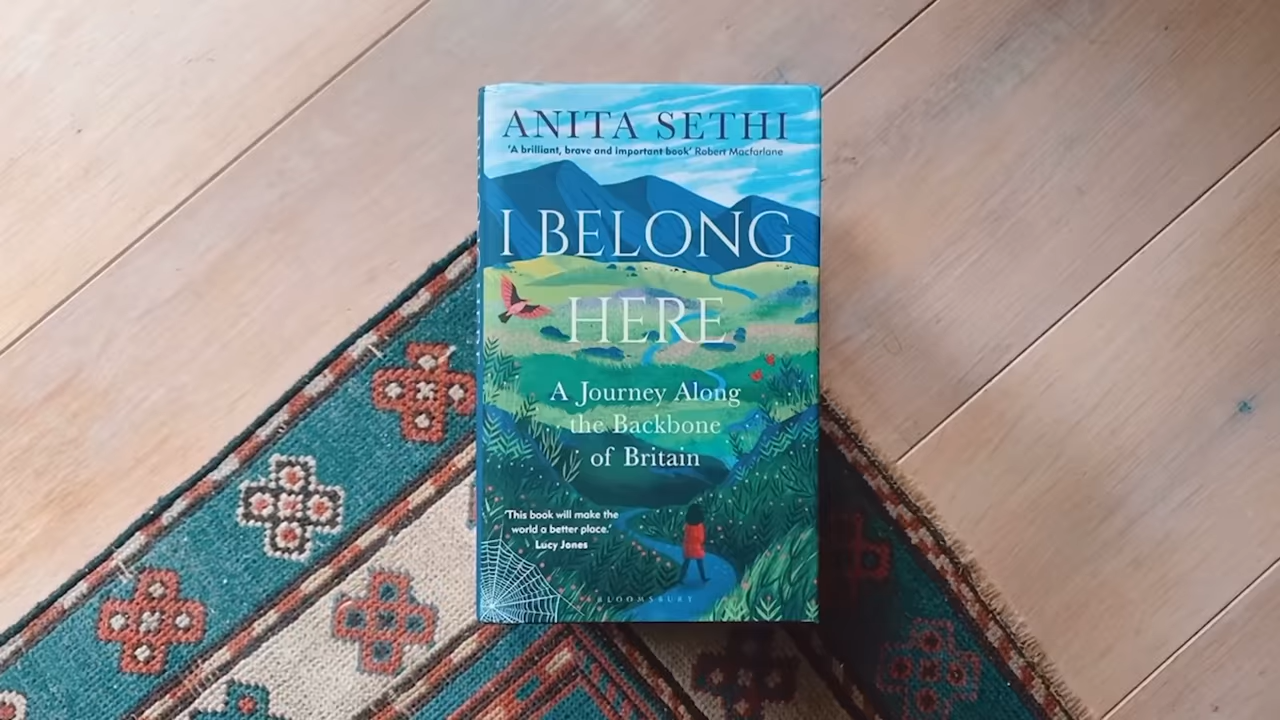 ANITA SETHI
'A brilliant, brave and important book' Robert Macfarlane
I BELONG
HERE
A Journey Along
the Backbone
of Britain
'This book will make the
world a better place.'
Lucy Jones
BLOOMSBURY